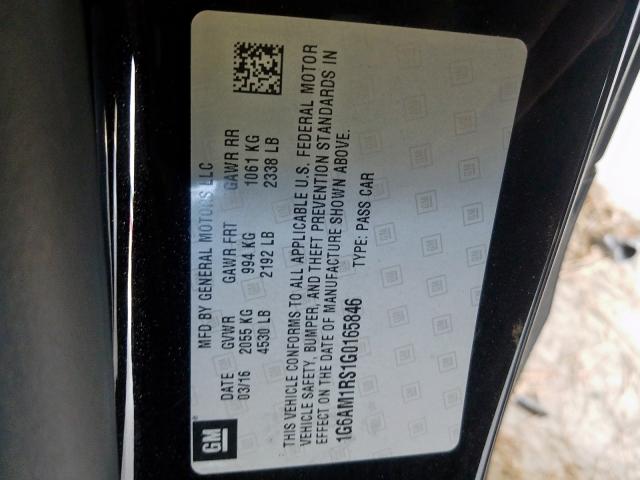 GM
MFD BY GENERAL MOTORS LLC
DATE GVWR GAWR FRT GAWR RR
03/16 2055 KG 994 KG 1061 KG
4530 LB 2192 LB 2338 LB
THIS VEHICLE CONFORMS TO ALL APPLICABLE U.S. FEDERAL MOTOR
VEHICLE SAFETY, BUMPER, AND THEFT PREVENTION STANDARDS IN
EFFECT ON THE DATE OF MANUFACTURE SHOWN ABOVE.
1G6AM1RS1G0165846 TYPE: PASS CAR